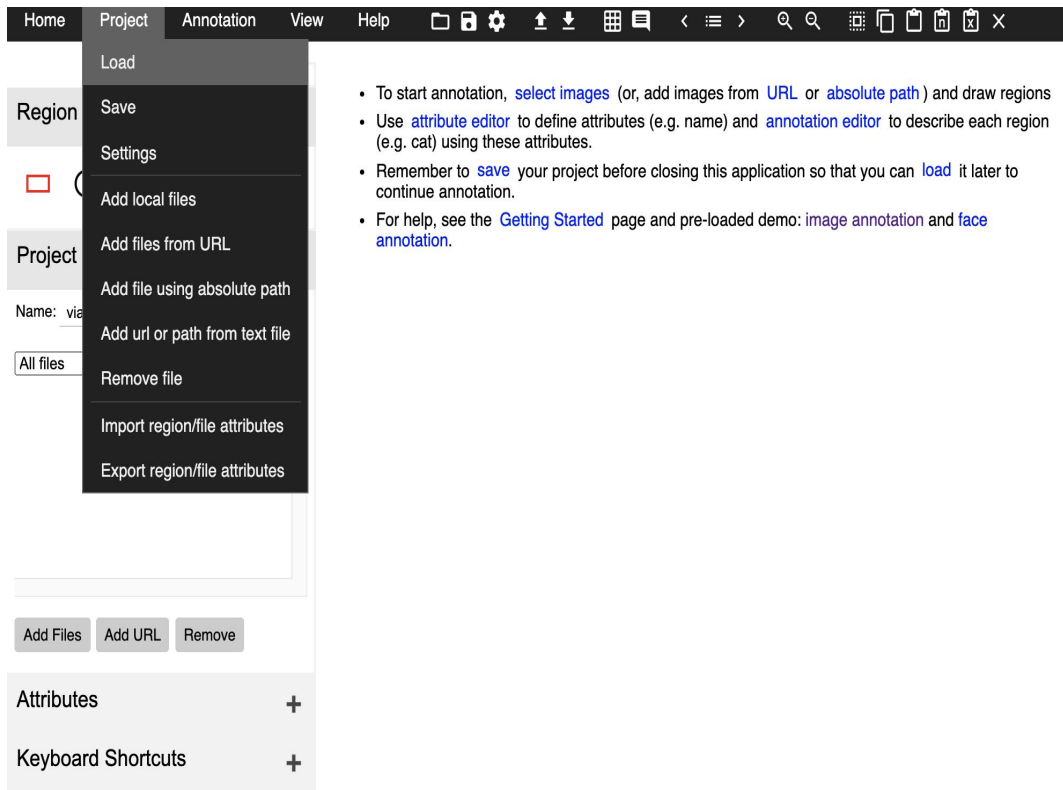 Home Project Annotation View Help
Load
Save
Settings
Add local files
Add files from URL
Add file using absolute path
Add url or path from text file
Remove file
Import region/file attributes
Export region/file attributes
Region
Project
Name: via
All files
Add Files Add URL Remove
Attributes
Keyboard Shortcuts
• To start annotation, select images (or, add images from URL or absolute path ) and draw regions
• Use attribute editor to define attributes (e.g. name) and annotation editor to describe each region
(e.g. cat) using these attributes.
• Remember to save your project before closing this application so that you can load it later to
continue annotation.
• For help, see the Getting Started page and pre-loaded demo: image annotation and face
annotation.